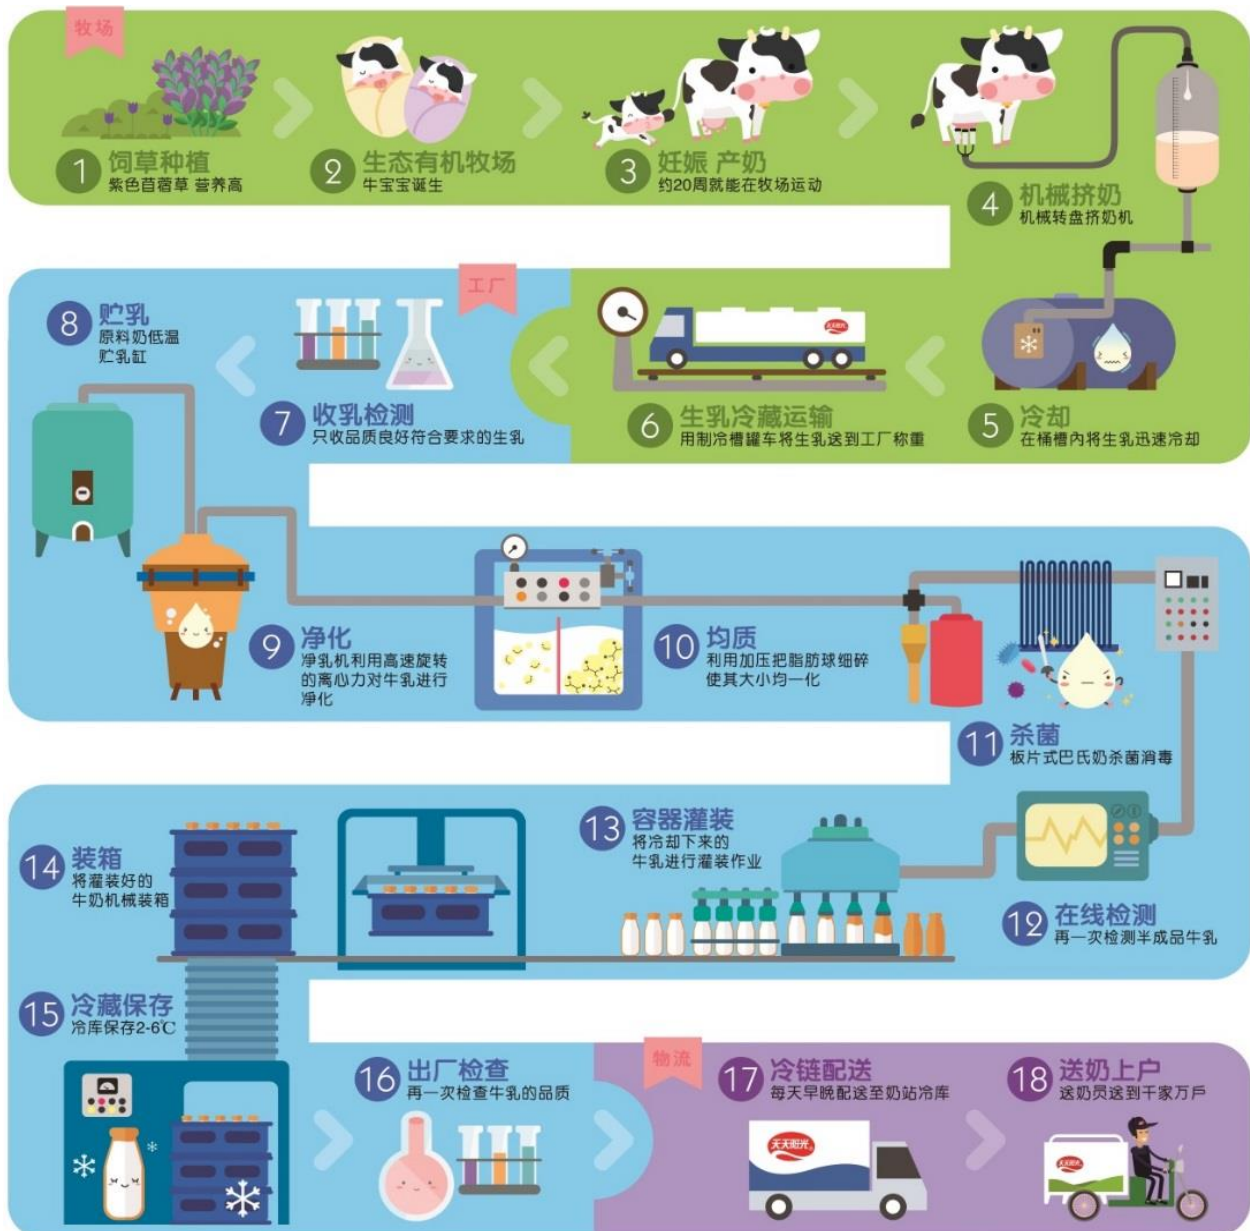 牧场
1 饲草种植
紫色苜蓿草 营养高
2 生态有机牧场
牛宝宝诞生
3 妊娠 产奶
约20周就能在牧场运动
4 机械挤奶
机械转盘挤奶机
5 冷却
在桶槽内将生乳迅速冷却
6 生乳冷藏运输
用制冷槽罐车将生乳送到工厂称重
天天阳光
工厂
7 收乳检测
只收品质良好符合要求的生乳
8 贮乳
原料奶低温
贮乳缸
9 净化
净乳机利用高速旋转
的离心力对牛乳进行
净化
10 均质
利用加压把脂肪球细碎
使其大小均一化
11 杀菌
板片式巴氏奶杀菌消毒
12 在线检测
再一次检测半成品牛乳
13 容器灌装
将冷却下来的
牛乳进行灌装作业
14 装箱
将灌装好的
牛奶机械装箱
15 冷藏保存
冷库保存2-6℃
16 出厂检查
再一次检查牛乳的品质
物流
17 冷链配送
每天早晚配送至奶站冷库
天天阳光
18 送奶上户
送奶员送到千家万戶
天天阳光